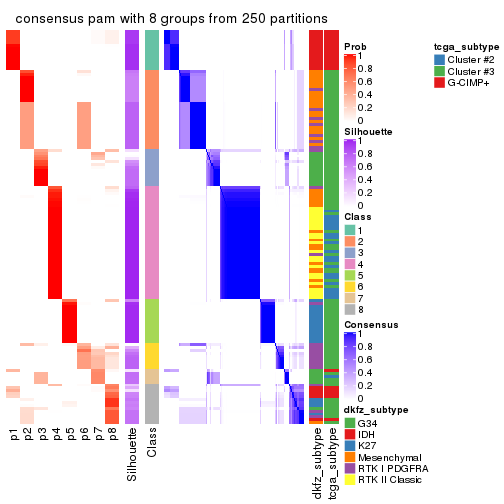 consensus pam with 8 groups from 250 partitions
Prob
1
0.8
0.6
0.4
0.2
0
Silhouette
1
0.8
0.6
0.4
0.2
0
Class
1
2
3
4
5
6
7
8
Consensus
1
0.8
0.6
0.4
0.2
0
dkfz_subtype
G34
IDH
K27
Mesenchymal
RTK I PDGFRA
RTK II Classic
tcga_subtype
Cluster #2
Cluster #3
G-CIMP+
p1
p2
p3
p4
p5
p6
p7
p8
Silhouette
Class
dkfz_subtype
tcga_subtype